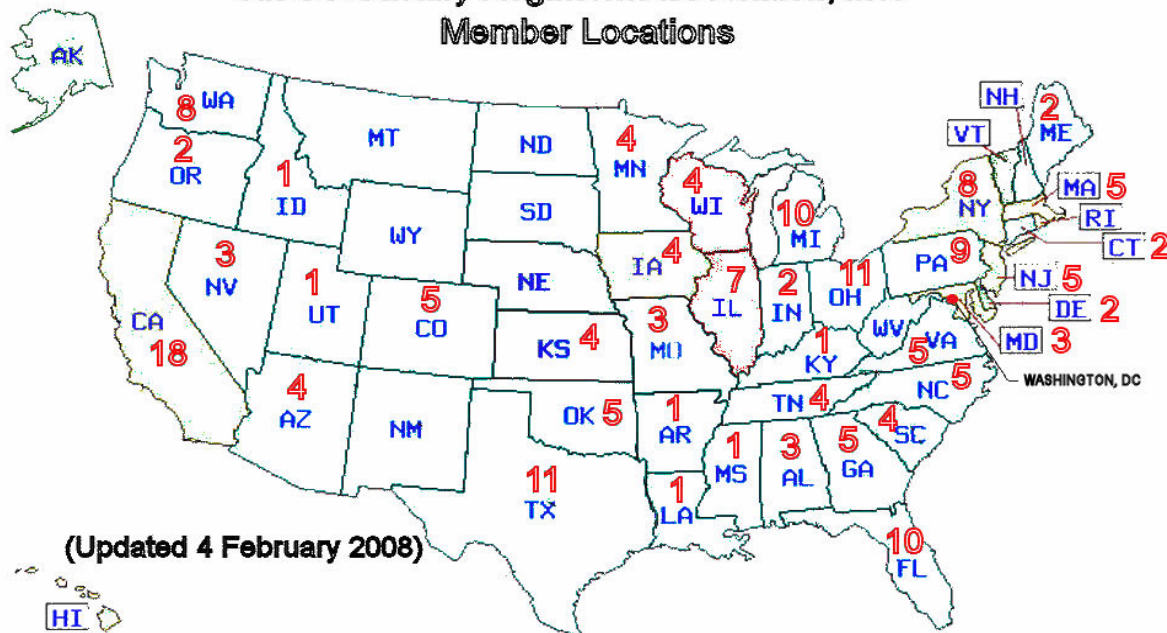 Member Locations
AK
WA
8
MT
ND
4
MN
NH
2
ME
VT
2
OR
1
ID
SD
4
WI
10
MI
8
NY
MA 5
RI
CT 2
WY
3
NV
IA 4
NE
7
IL
2
IN
11
OH
PA 9
NJ 5
DE 2
MD 3
CA
18
1
UT
5
CO
KS 4
3
MO
1
KY
WV
VA
5
WASHINGTON, DC
4
AZ
NM
OK 5
1
AR
TN 4
NC 5
4
SC
11
TX
1
LA
1
MS
3
AL
5
GA
10
FL
(Updated 4 February 2008)
HI